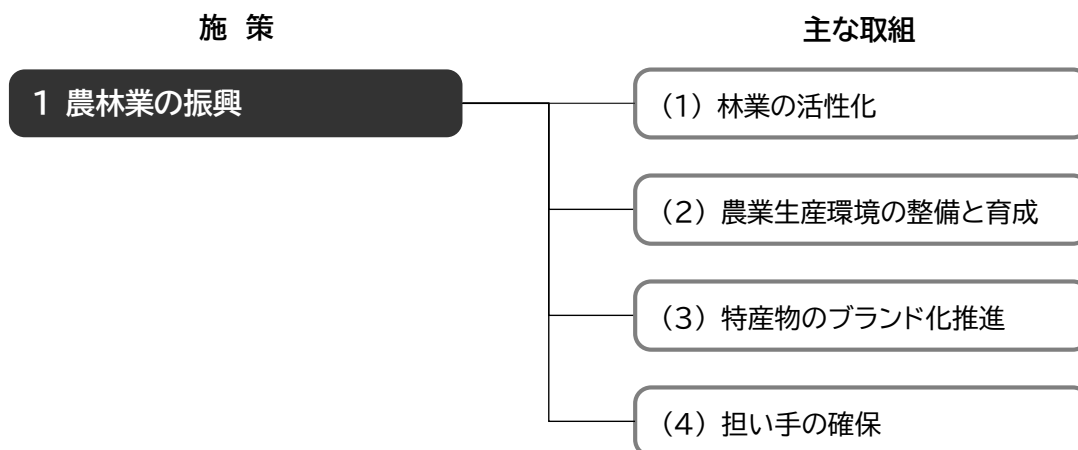 施 策
主な取組
1 農林業の振興
(1) 林業の活性化
(2) 農業生産環境の整備と育成
(3) 特産物のブランド化推進
(4) 担い手の確保